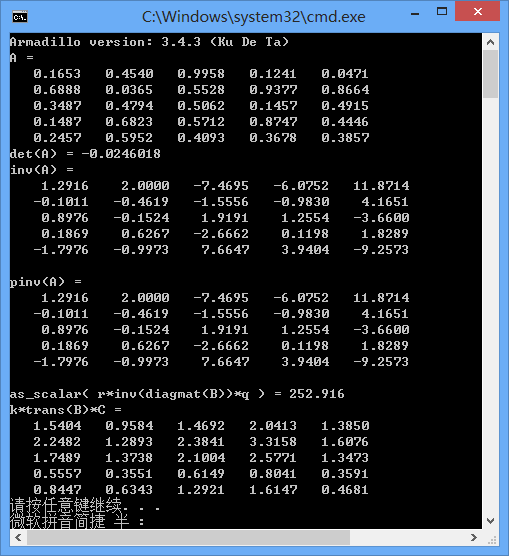 C:\Windows\system32\cmd.exe
Armadillo version: 3.4.3 (Ku De Ta)
A =
0.1653 0.4540 0.9958 0.1241 0.0471
0.6888 0.0365 0.5528 0.9377 0.8664
0.3487 0.4794 0.5062 0.1457 0.4915
0.1487 0.6823 0.5712 0.8747 0.4446
0.2457 0.5952 0.4093 0.3678 0.3857
det(A) = -0.0246018
inv(A) =
1.2916 2.0000 -7.4695 -6.0752 11.8714
-0.1011 -0.4619 -1.5556 -0.9830 4.1651
0.8976 -0.1524 1.9191 1.2554 -3.6600
0.1869 0.6267 -2.6662 0.1198 1.8289
-1.7976 -0.9973 7.6647 3.9404 -9.2573
pinv(A) =
1.2916 2.0000 -7.4695 -6.0752 11.8714
-0.1011 -0.4619 -1.5556 -0.9830 4.1651
0.8976 -0.1524 1.9191 1.2554 -3.6600
0.1869 0.6267 -2.6662 0.1198 1.8289
-1.7976 -0.9973 7.6647 3.9404 -9.2573
as_scalar( r*inv(diagmat(B))*q ) = 252.916
k*trans(B)*C =
1.5404 0.9584 1.4692 2.0413 1.3850
2.2482 1.2893 2.3841 3.3158 1.6076
1.7489 1.3738 2.1004 2.5771 1.3473
0.5557 0.3551 0.6149 0.8041 0.3591
0.8447 0.6343 1.2921 1.6147 0.4681
请按任意键继续. . .
微软拼音简捷 半 :